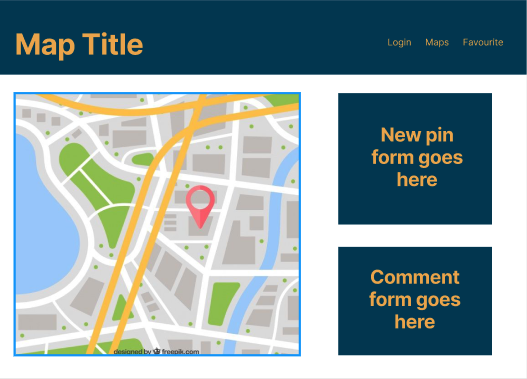 Map Title
Login Maps Favourite
New pin
form goes
here
Comment
form goes
here
designed by freepik.com